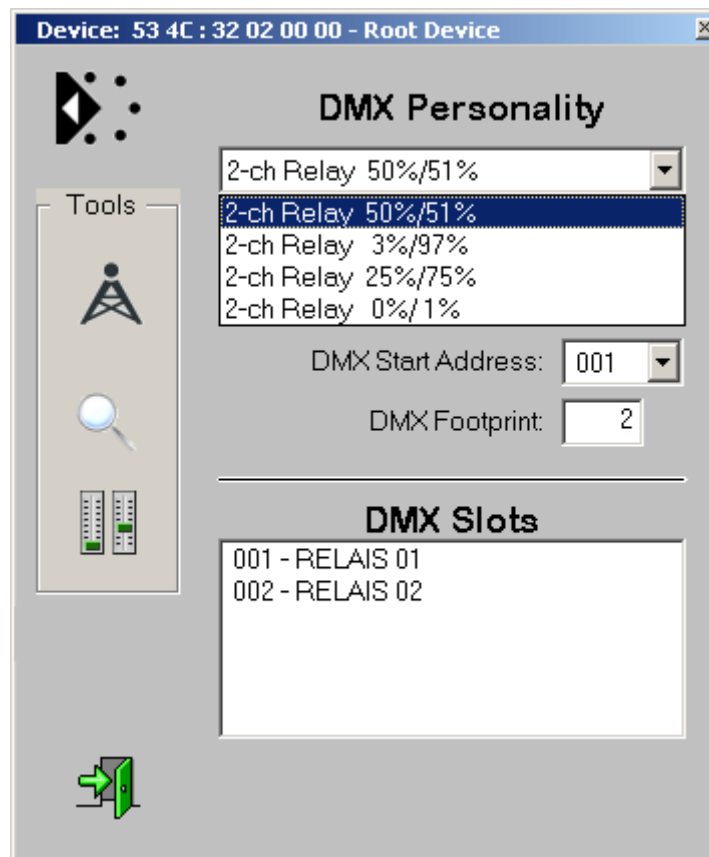 Device: 53 4C : 32 02 00 00 - Root Device
DMX Personality
2-ch Relay 50%/51%
Tools
2-ch Relay 50%/51%
2-ch Relay 3%/97%
2-ch Relay 25%/75%
2-ch Relay 0%/ 1%
DMX Start Address: 001
DMX Footprint: 2
DMX Slots
001 - RELAIS 01
002 - RELAIS 02